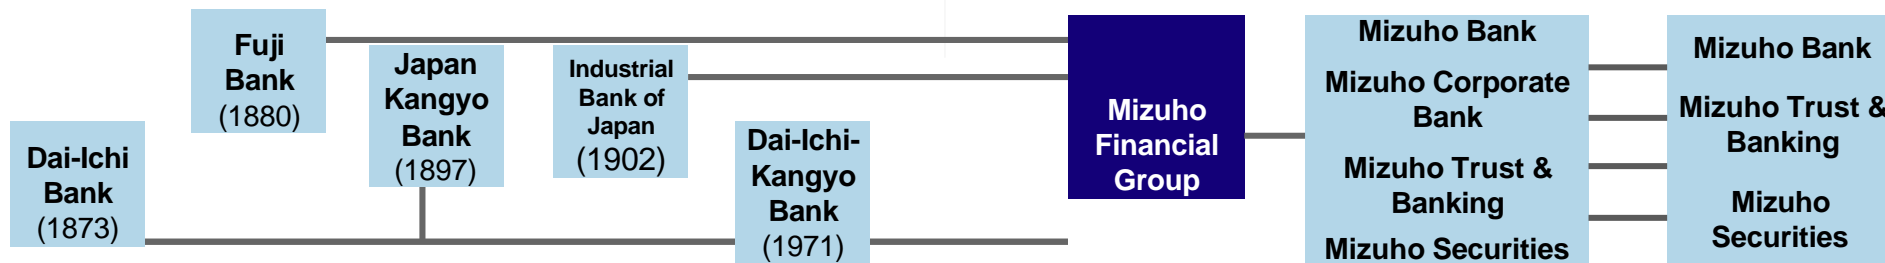 Dai-Ichi
Bank
(1873)
Fuji
Bank
(1880)
Japan
Kangyo
Bank
(1897)
Industrial
Bank of
Japan
(1902)
Dai-Ichi-
Kangyo
Bank
(1971)
Mizuho
Financial
Group
Mizuho Bank
Mizuho Corporate
Bank
Mizuho Trust &
Banking
Mizuho Securities
Mizuho Bank
Mizuho Trust &
Banking
Mizuho
Securities